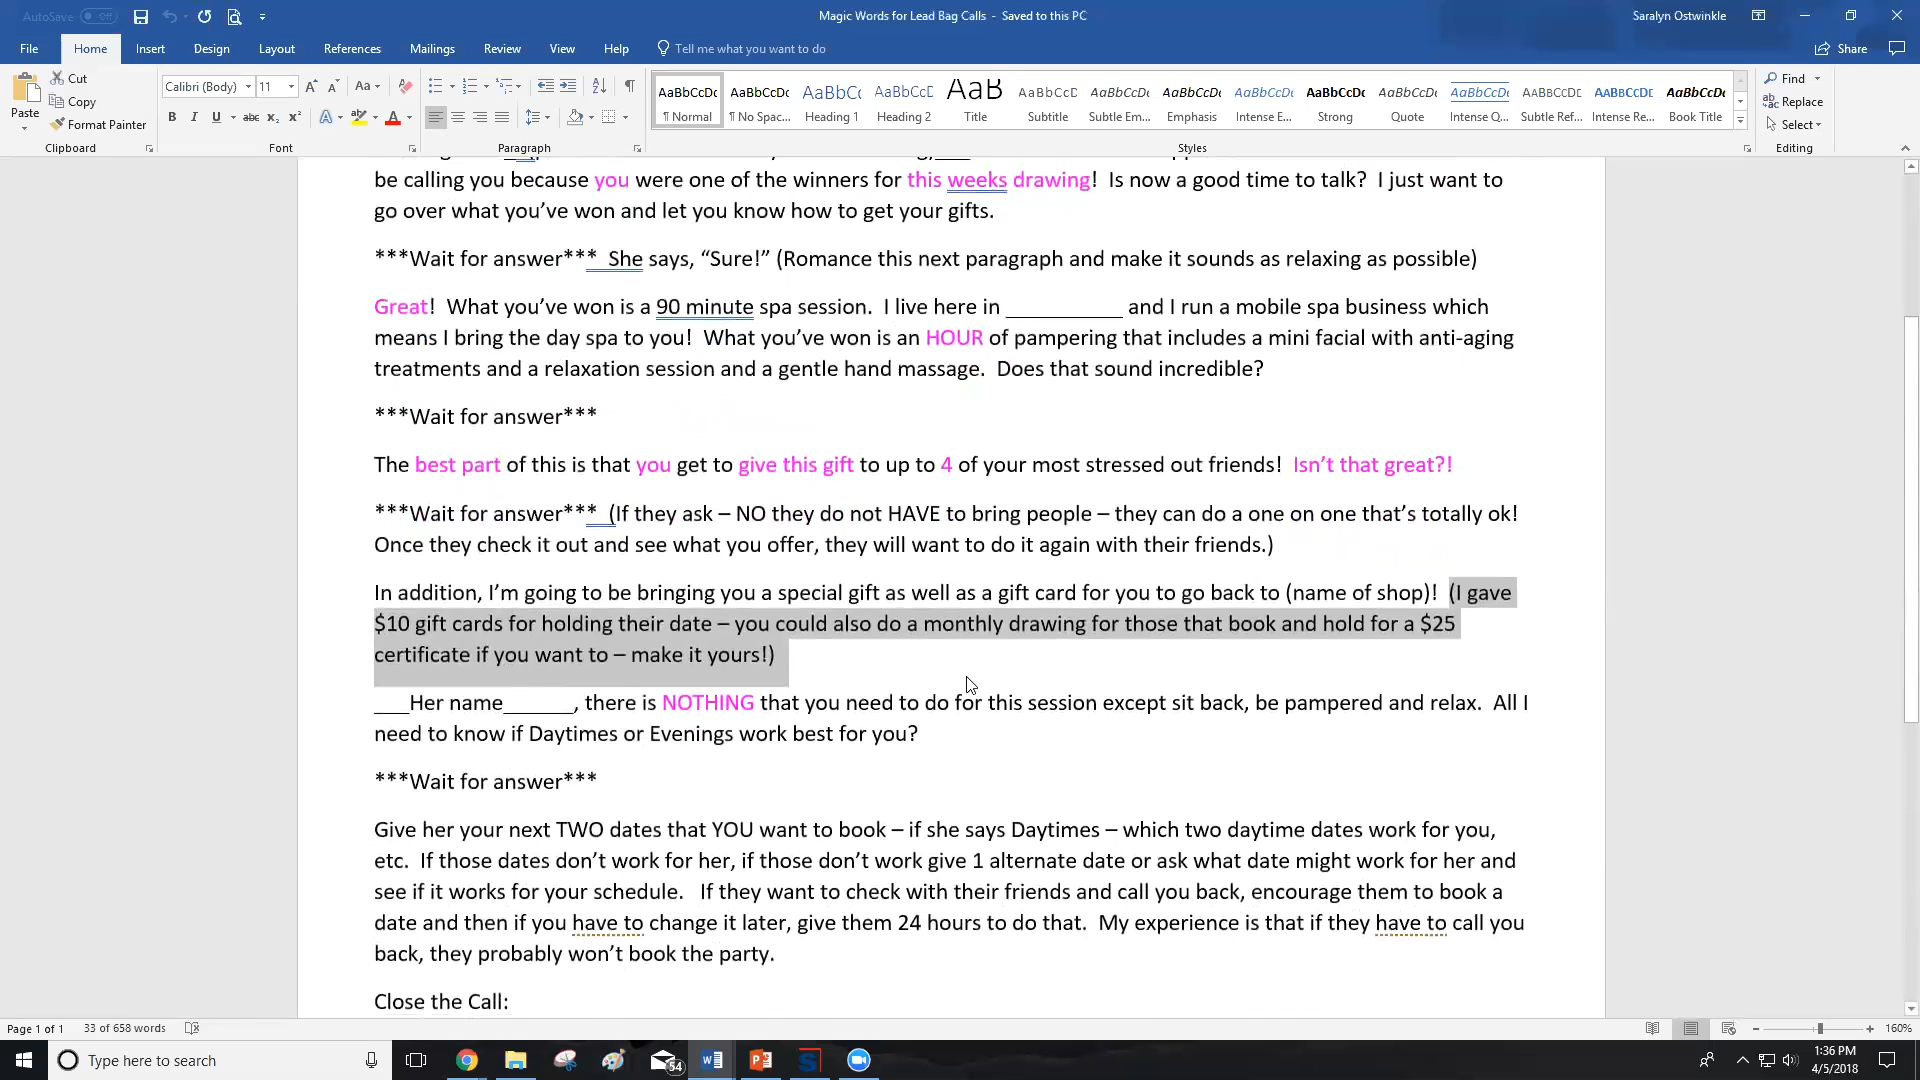 AutoSave Off
Magic Words for Lead Bag Calls - Saved to this PC
Saralyn Ostwinkle
File Home Insert Design Layout References Mailings Review View Help Tell me what you want to do
Share
Paste
Cut
Copy
Format Painter
Clipboard
Calibri (Body) 11
Font
Paragraph
AaBbCcDc AaBbCcDc AaBbCc AaBbCcD AaB AaBbCcD AaBbCcDc AaBbCcDc AaBbCcDc AaBbCcDc AaBbCcDc AaBbCcDc AaBbCcDc AaBbCcDc AaBbCcDc
¶ Normal ¶ No Spac... Heading 1 Heading 2 Title Subtitle Subtle Em... Emphasis Intense E... Strong Quote Intense Q... Subtle Ref... Intense Re... Book Title
Styles
Find
Replace
Select
Editing
be calling you because you were one of the winners for this weeks drawing!  Is now a good time to talk?  I just want to
go over what you’ve won and let you know how to get your gifts.
***Wait for answer***  She says, “Sure!” (Romance this next paragraph and make it sounds as relaxing as possible)
Great!  What you’ve won is a 90 minute spa session.  I live here in __________ and I run a mobile spa business which
means I bring the day spa to you!  What you’ve won is an HOUR of pampering that includes a mini facial with anti-aging
treatments and a relaxation session and a gentle hand massage.  Does that sound incredible?
***Wait for answer***
The best part of this is that you get to give this gift to up to 4 of your most stressed out friends!  Isn’t that great?!
***Wait for answer***  (If they ask – NO they do not HAVE to bring people – they can do a one on one that’s totally ok!
Once they check it out and see what you offer, they will want to do it again with their friends.)
In addition, I’m going to be bringing you a special gift as well as a gift card for you to go back to (name of shop)!  (I gave
$10 gift cards for holding their date – you could also do a monthly drawing for those that book and hold for a $25
certificate if you want to – make it yours!)
___Her name______, there is NOTHING that you need to do for this session except sit back, be pampered and relax.  All I
need to know if Daytimes or Evenings work best for you?
***Wait for answer***
Give her your next TWO dates that YOU want to book – if she says Daytimes – which two daytime dates work for you,
etc.  If those dates don’t work for her, if those don’t work give 1 alternate date or ask what date might work for her and
see if it works for your schedule.   If they want to check with their friends and call you back, encourage them to book a
date and then if you have to change it later, give them 24 hours to do that.  My experience is that if they have to call you
back, they probably won’t book the party.
Close the Call:
Page 1 of 1 33 of 658 words
160%
Type here to search
54
1:36 PM
4/5/2018